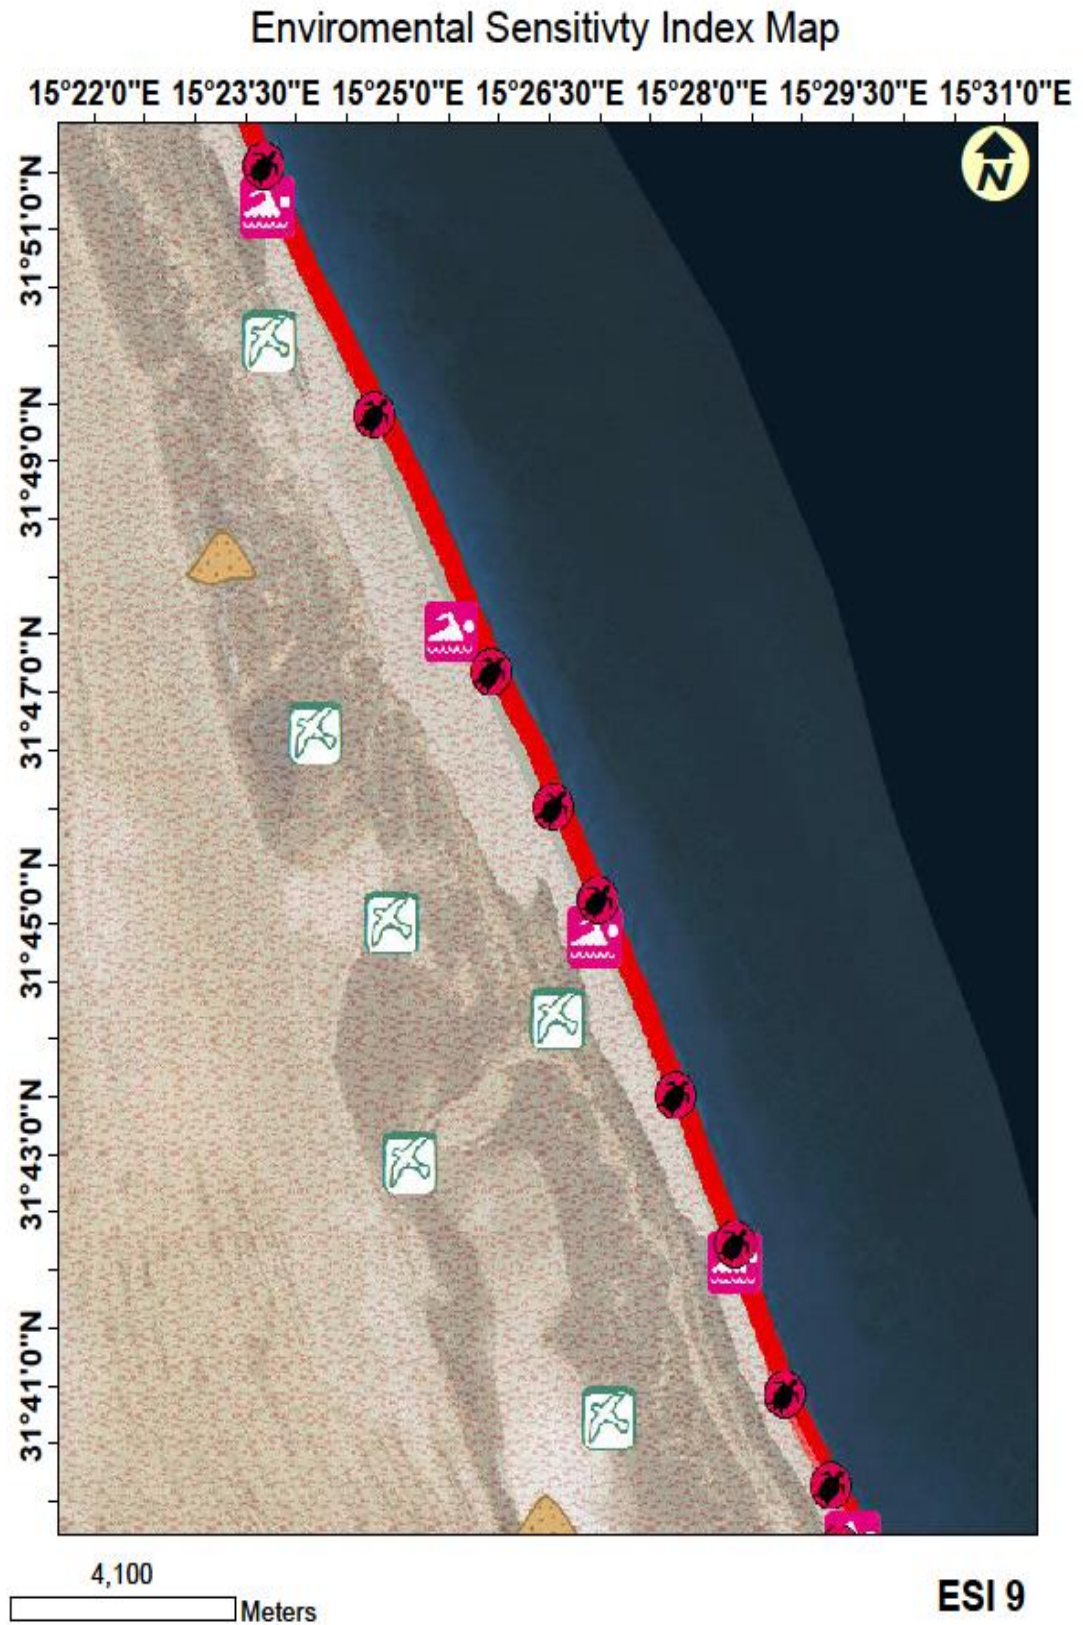 Enviromental Sensitivty Index Map
15°22'0"E 15°23'30"E 15°25'0"E 15°26'30"E 15°28'0"E 15°29'30"E 15°31'0"E
N
31°51'0"N
31°49'0"N
31°47'0"N
31°45'0"N
31°43'0"N
31°41'0"N
4,100
Meters
ESI 9